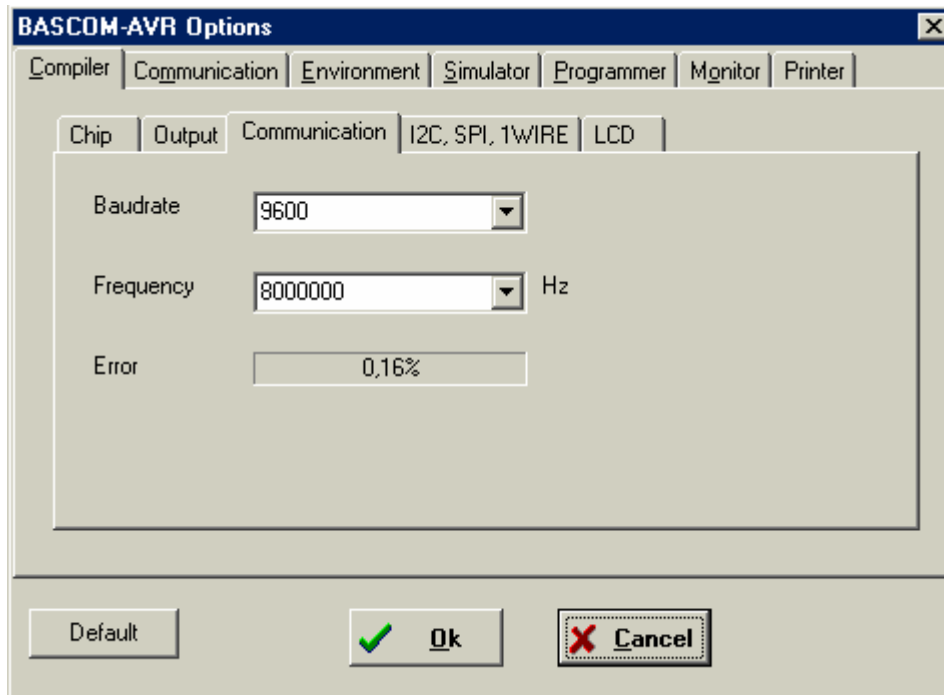 BASCOM-AVR Options
Compiler Communication Environment Simulator Programmer Monitor Printer
Chip Output Communication I2C, SPI, 1WIRE LCD
Baudrate 9600
Frequency 8000000 Hz
Error 0,16%
Default Ok Cancel